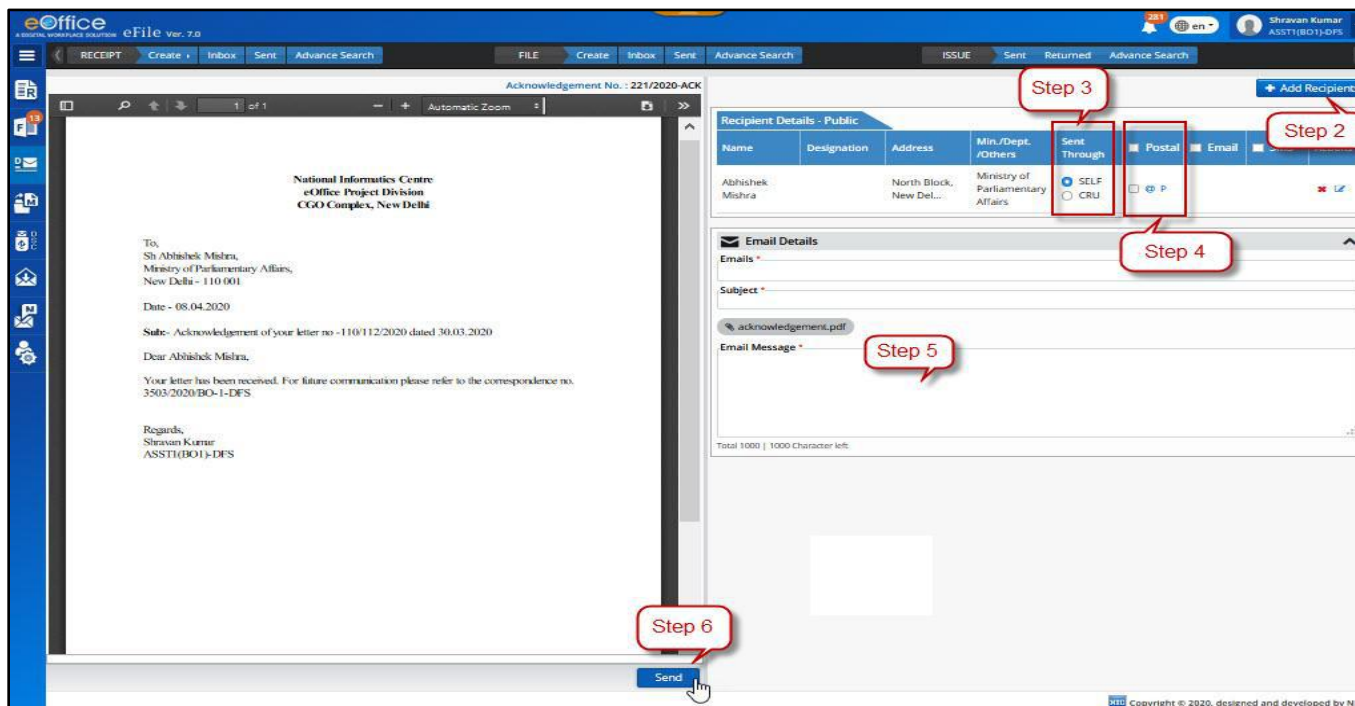 eOffice
A DIGITAL WORKPLACE SOLUTION eFile Ver. 7.0
281
en
Shravan Kumar
ASST1(BO1)-DFS
RECEIPT Create Inbox Sent Advance Search FILE Create Inbox Sent Advance Search ISSUE Sent Returned Advance Search
13
Acknowledgement No. : 221/2020-ACK
1 of 1
Automatic Zoom
National Informatics Centre
eOffice Project Division
CGO Complex, New Delhi
To,
Sh Abhishek Mishra,
Ministry of Parliamentary Affairs,
New Delhi - 110 001
Date - 08.04.2020
Sub:- Acknowledgement of your letter no -110/112/2020 dated 30.03.2020
Dear Abhishek Mishra,
Your letter has been received. For future communication please refer to the correspondence no.
3503/2020/BO-1-DFS
Regards,
Shravan Kumar
ASST1(BO1)-DFS
Step 6
Send
Step 3
+ Add Recipient
Step 2
Recipient Details - Public
Name Designation Address Min./Dept. /Others Sent Through Postal Email
Abhishek Mishra North Block, New Del... Ministry of Parliamentary Affairs SELF CRU @ P
Step 4
Email Details
Emails *
Subject *
acknowledgement.pdf
Email Message *
Step 5
Total 1000 | 1000 Character left
NIC Copyright © 2020, designed and developed by